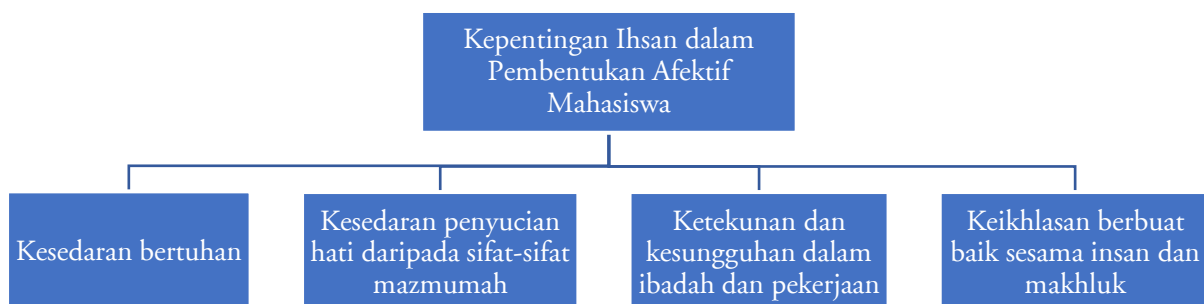 Kepentingan Ihsan dalam
Pembentukan Afektif
Mahasiswa
Kesedaran bertuhan
Kesedaran penyucian
hati daripada sifat-sifat
mazmumah
Ketekunan dan
kesungguhan dalam
ibadah dan pekerjaan
Keikhlasan berbuat
baik sesama insan dan
makhluk